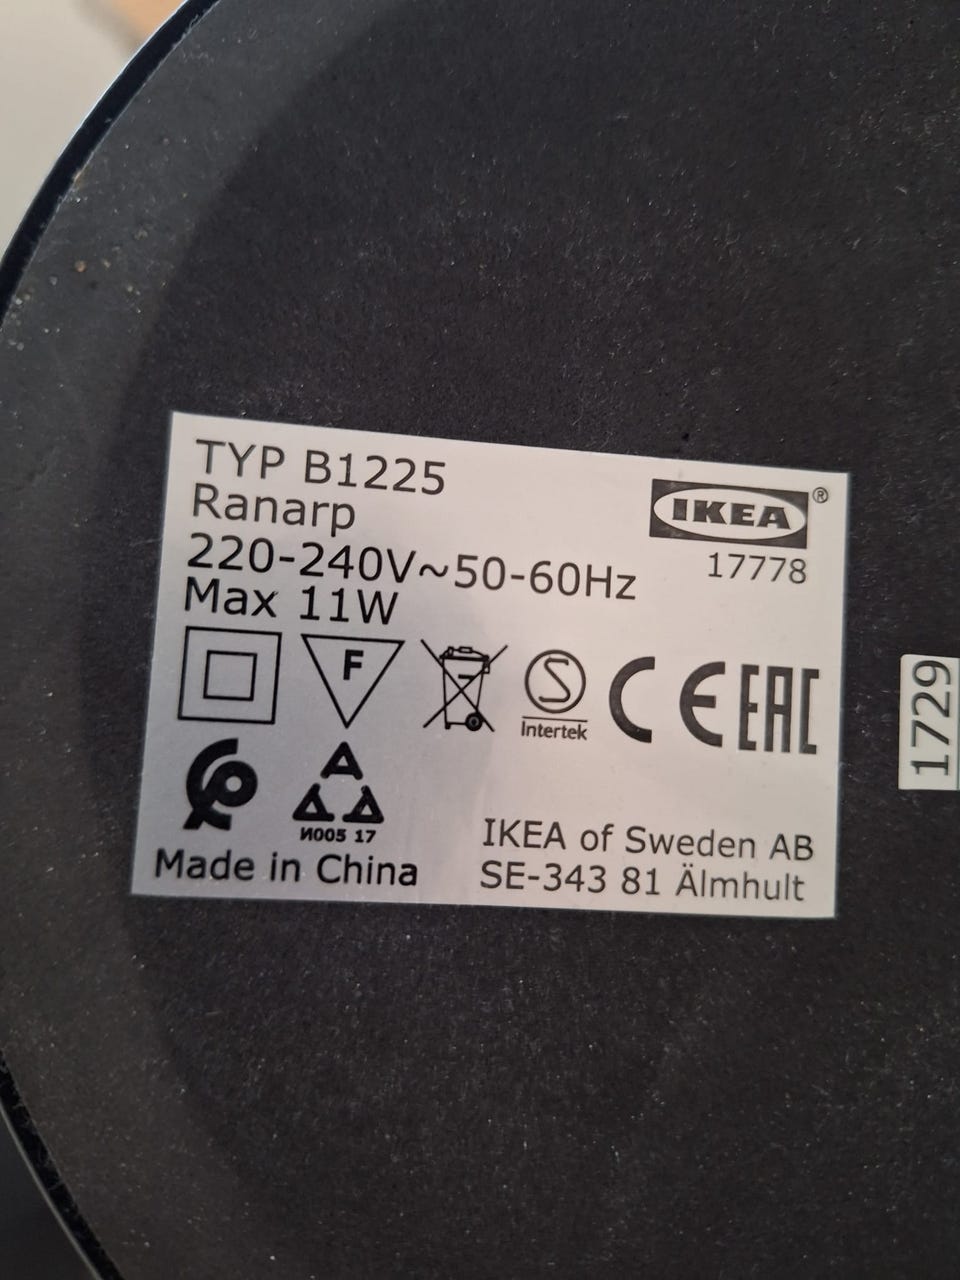 TYP B1225
Ranarp
220-240V~50-60Hz
Max 11W
IKEA®
17778
F
S
Intertek
CE EAC
И005 17
Made in China
IKEA of Sweden AB
SE-343 81 Älmhult
1729